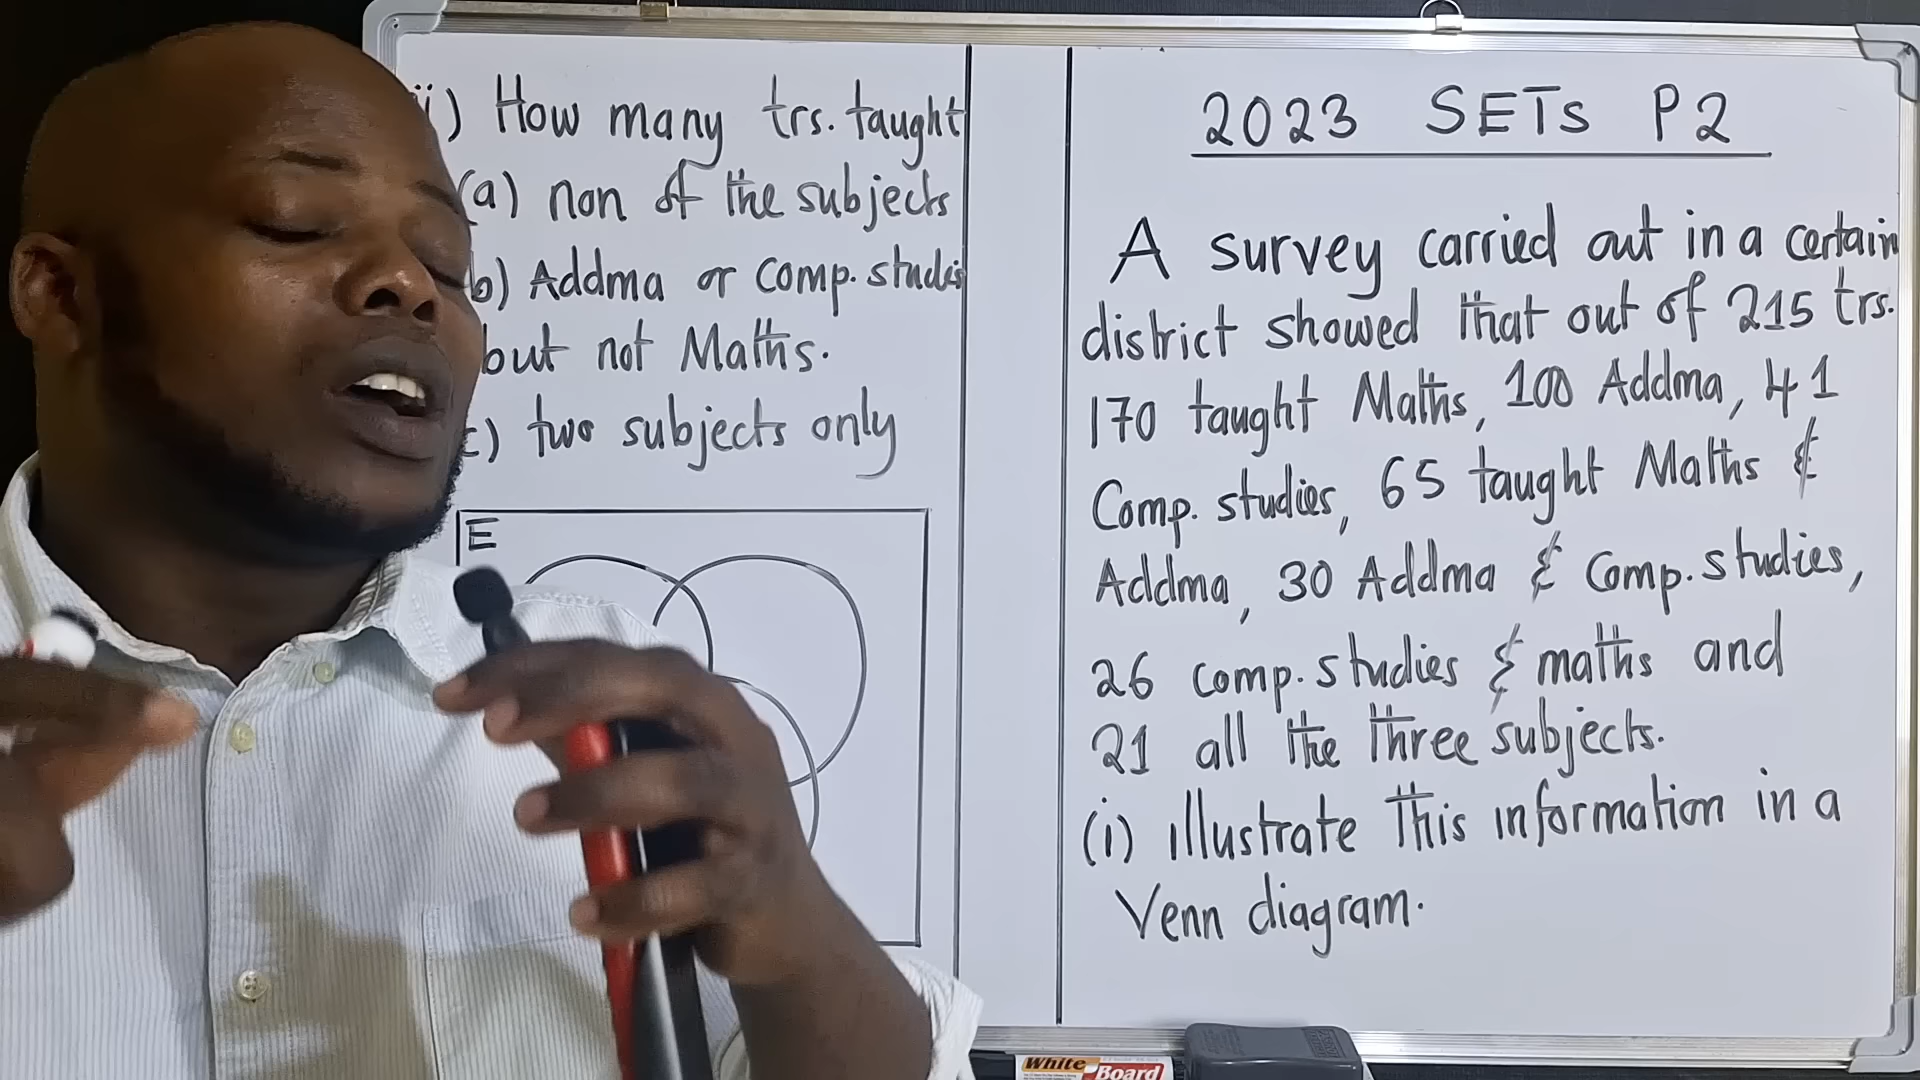 ii) How many trs. taught
(a) non of the subjects
b) Addma or Comp. studies
but not Maths.
c) two subjects only
E
2023 SETs P2
A survey carried out in a certain
district showed that out of 215 trs.
170 taught Maths, 100 Addma, 41
Comp. studies, 65 taught Maths &
Addma, 30 Addma & Comp. studies,
26 comp. studies & maths and
21 all the three subjects.
(i) illustrate this information in a
Venn diagram.
White
Board